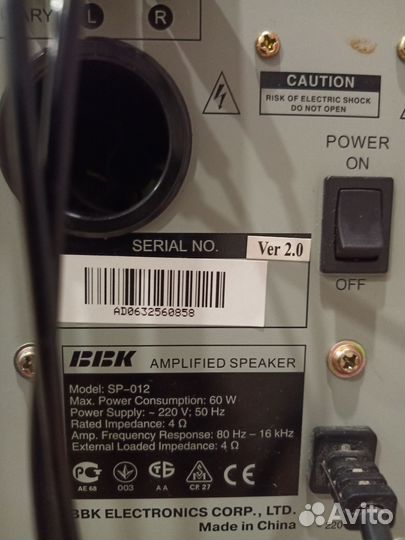 L R
CAUTION
RISK OF ELECTRIC SHOCK
DO NOT OPEN
POWER
ON
OFF
SERIAL NO.
Ver 2.0
AD0632560858
BBK AMPLIFIED SPEAKER
Model: SP-012
Max. Power Consumption: 60 W
Power Supply: ~ 220 V; 50 Hz
Rated Impedance: 4 Ω
Amp. Frequency Response: 80 Hz – 16 kHz
External Loaded Impedance: 4 Ω
AE 68 003 A A CP. 27
BBK ELECTRONICS CORP., LTD.
Made in China
Avito